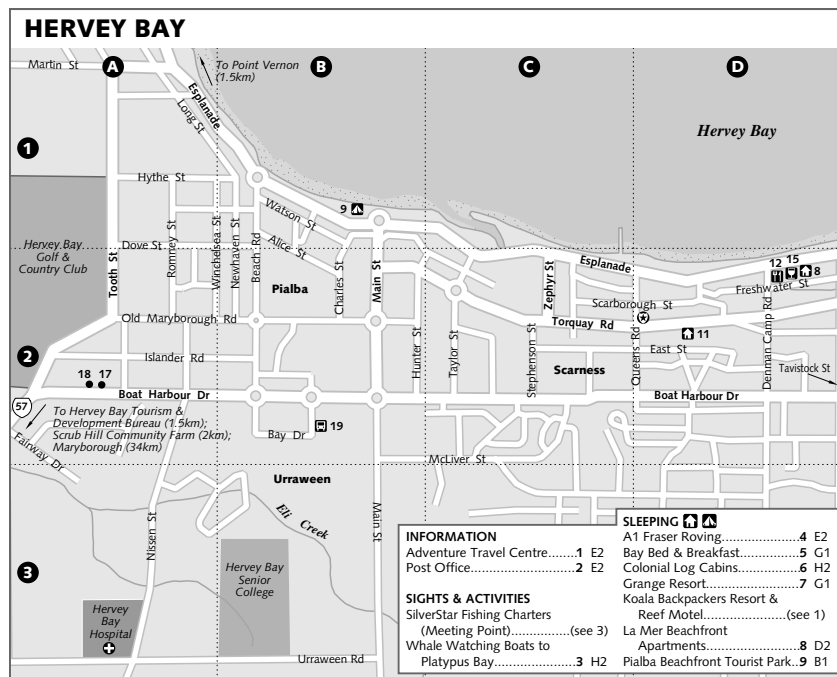 HERVEY BAY
Martin St
A
To Point Vernon
(1.5km)
B
C
D
Esplanade
Long St
Hervey Bay
1
Hythe St
9
Watson St
Hervey Bay
Golf &
Country Club
Tooth St
Dove St
Romney St
Winchelsea St
Newhaven St
Beach Rd
Alice St
Charles St
Main St
Pialba
Zephyr St
Esplanade
12 15
8
Freshwater St
Scarborough St
Old Maryborough Rd
Torquay Rd
11
2
Islander Rd
Hunter St
Taylor St
Stephenson St
Scarness
Queens Rd
East St
Denman Camp Rd
Tavistock St
18 17
Boat Harbour Dr
Boat Harbour Dr
57
To Hervey Bay Tourism &
Development Bureau (1.5km);
Scrub Hill Community Farm (2km);
Maryborough (34km)
Fairway Dr
Bay Dr
19
McLiver St
Urraween
Eli Creek
Main St
Nissen St
3
Hervey Bay
Senior
College
Hervey
Bay
Hospital
Urraween Rd
INFORMATION
Adventure Travel Centre.......1 E2
Post Office.........................2 E2
SIGHTS & ACTIVITIES
SilverStar Fishing Charters
(Meeting Point)...............(see 3)
Whale Watching Boats to
Platypus Bay...................3 H2
SLEEPING
A1 Fraser Roving....................4 E2
Bay Bed & Breakfast..............5 G1
Colonial Log Cabins...............6 H2
Grange Resort.......................7 G1
Koala Backpackers Resort &
Reef Motel....................(see 1)
La Mer Beachfront
Apartments.......................8 D2
Pialba Beachfront Tourist Park..9 B1